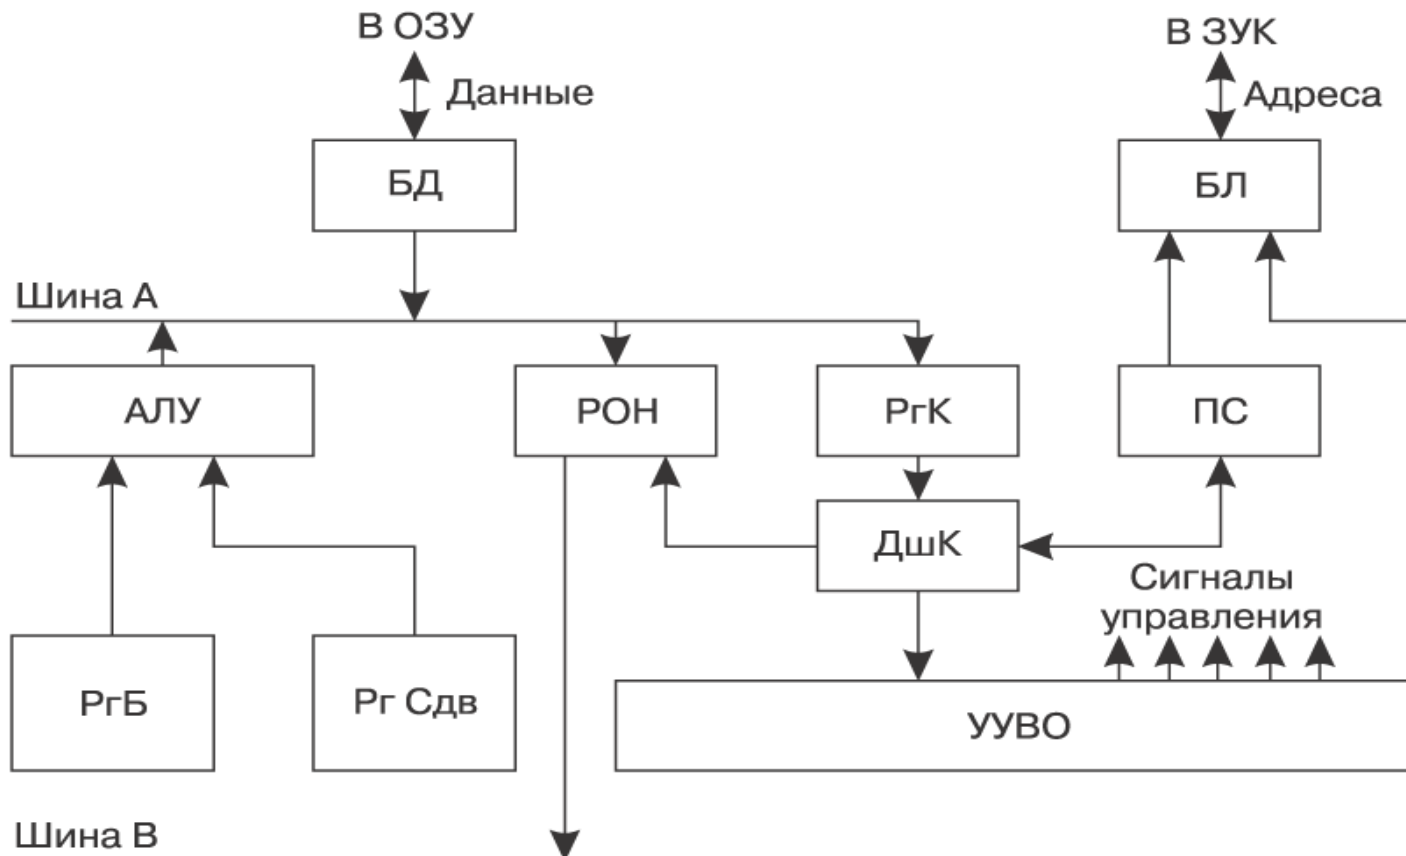 В ОЗУ
В ЗУК
Данные
Адреса
БД
БЛ
Шина А
АЛУ
РОН
РгК
ПС
ДшК
Сигналы
управления
РгБ
Рг Сдв
УУВО
Шина В